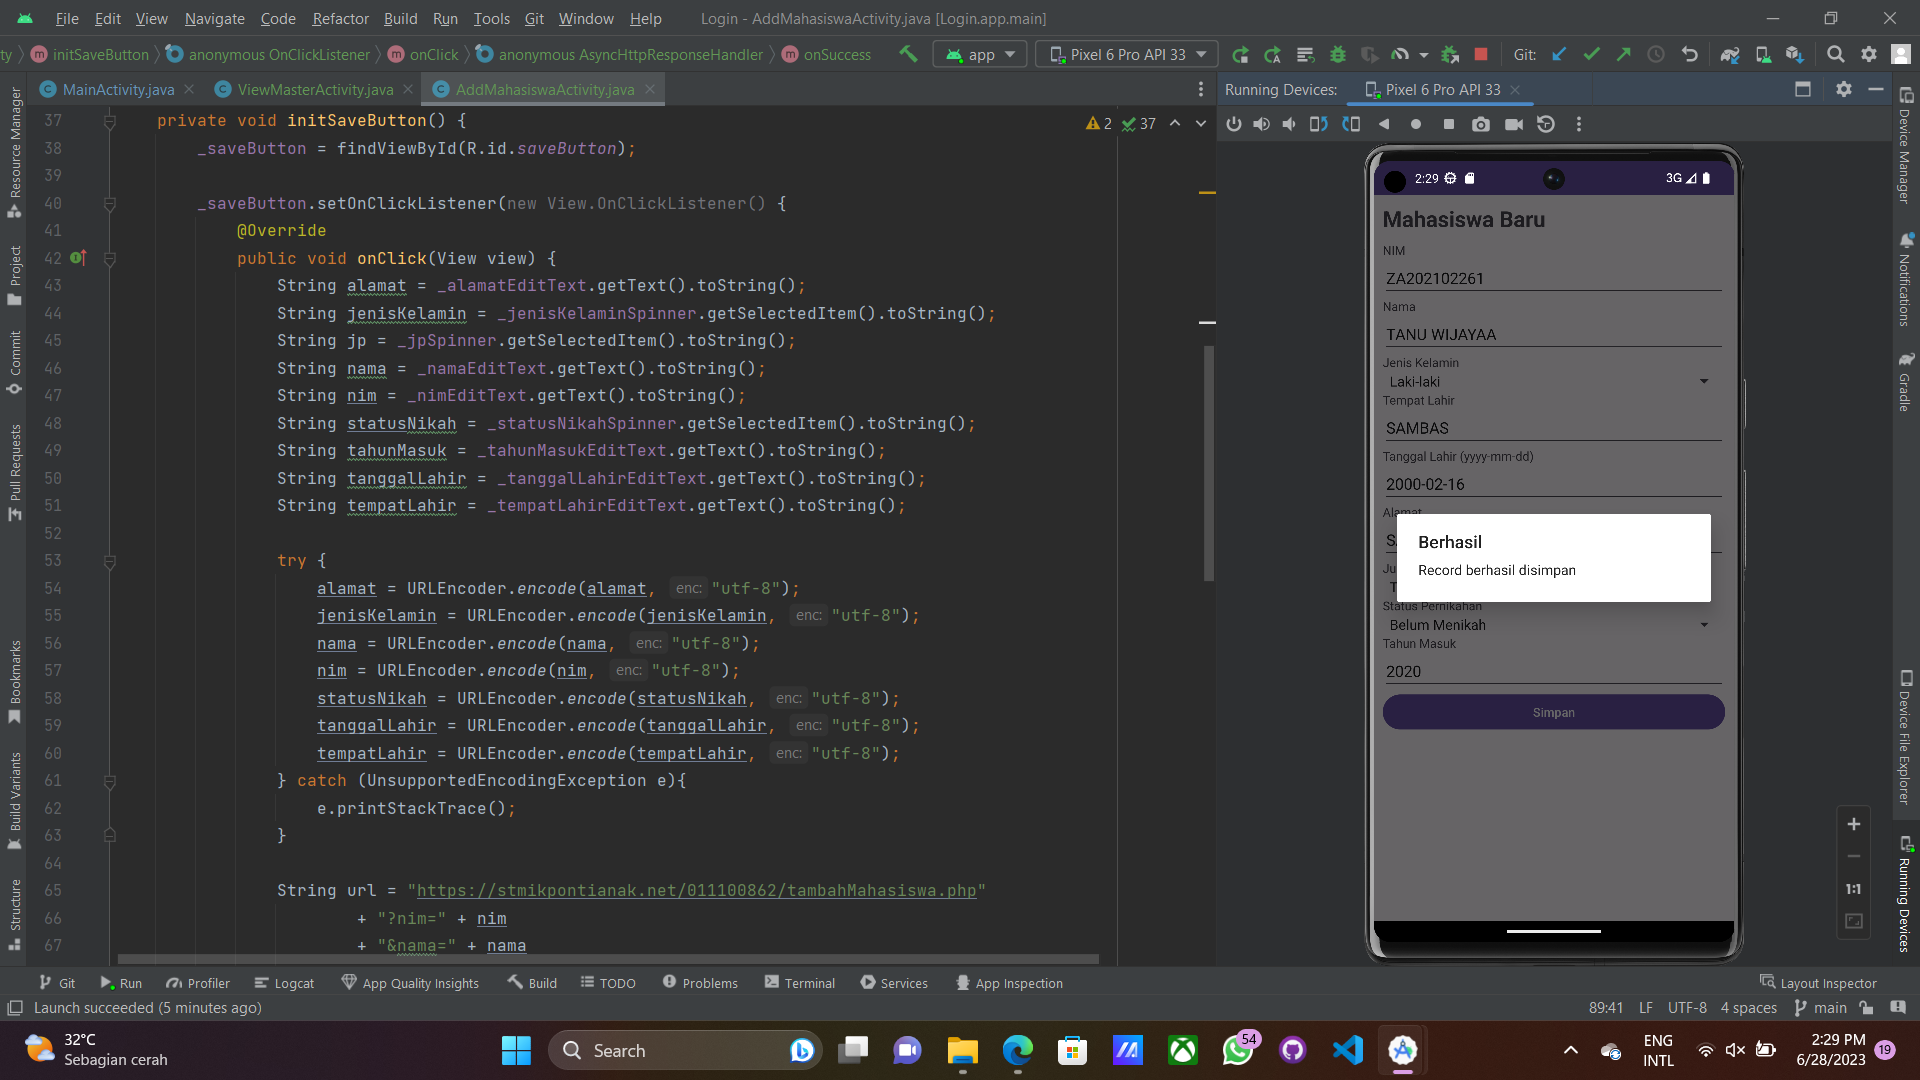 File Edit View Navigate Code Refactor Build Run Tools Git Window Help Login - AddMahasiswaActivity.java [Login.app.main]
ty initSaveButton anonymous OnClickListener onClick anonymous AsyncHttpResponseHandler onSuccess app Pixel 6 Pro API 33 Git:
MainActivity.java ViewMasterActivity.java AddMahasiswaActivity.java
Running Devices: Pixel 6 Pro API 33
Resource Manager
Project
Commit
Pull Requests
Bookmarks
Build Variants
Structure
2 37
37 private void initSaveButton() {
38 _saveButton = findViewById(R.id.saveButton);
39
40 _saveButton.setOnClickListener(new View.OnClickListener() {
41 @Override
42 public void onClick(View view) {
43 String alamat = _alamatEditText.getText().toString();
44 String jenisKelamin = _jenisKelaminSpinner.getSelectedItem().toString();
45 String jp = _jpSpinner.getSelectedItem().toString();
46 String nama = _namaEditText.getText().toString();
47 String nim = _nimEditText.getText().toString();
48 String statusNikah = _statusNikahSpinner.getSelectedItem().toString();
49 String tahunMasuk = _tahunMasukEditText.getText().toString();
50 String tanggalLahir = _tanggalLahirEditText.getText().toString();
51 String tempatLahir = _tempatLahirEditText.getText().toString();
52
53 try {
54 alamat = URLEncoder.encode(alamat, enc: "utf-8");
55 jenisKelamin = URLEncoder.encode(jenisKelamin, enc: "utf-8");
56 nama = URLEncoder.encode(nama, enc: "utf-8");
57 nim = URLEncoder.encode(nim, enc: "utf-8");
58 statusNikah = URLEncoder.encode(statusNikah, enc: "utf-8");
59 tanggalLahir = URLEncoder.encode(tanggalLahir, enc: "utf-8");
60 tempatLahir = URLEncoder.encode(tempatLahir, enc: "utf-8");
61 } catch (UnsupportedEncodingException e){
62 e.printStackTrace();
63 }
64
65 String url = "https://stmikpontianak.net/011100862/tambahMahasiswa.php"
66 + "?nim=" + nim
67 + "&nama=" + nama
2:29 3G
Mahasiswa Baru
NIM
ZA202102261
Nama
TANU WIJAYAA
Jenis Kelamin
Laki-laki
Tempat Lahir
SAMBAS
Tanggal Lahir (yyyy-mm-dd)
2000-02-16
Alamat
Berhasil
Record berhasil disimpan
Status Pernikahan
Belum Menikah
Tahun Masuk
2020
Simpan
1:1
Device Manager
Notifications
Gradle
Device File Explorer
Running Devices
Git Run Profiler Logcat App Quality Insights Build TODO Problems Terminal Services App Inspection Layout Inspector
Launch succeeded (5 minutes ago) 89:41 LF UTF-8 4 spaces main
32°C
Sebagian cerah
Search
54
ENG
INTL
2:29 PM
6/28/2023
19